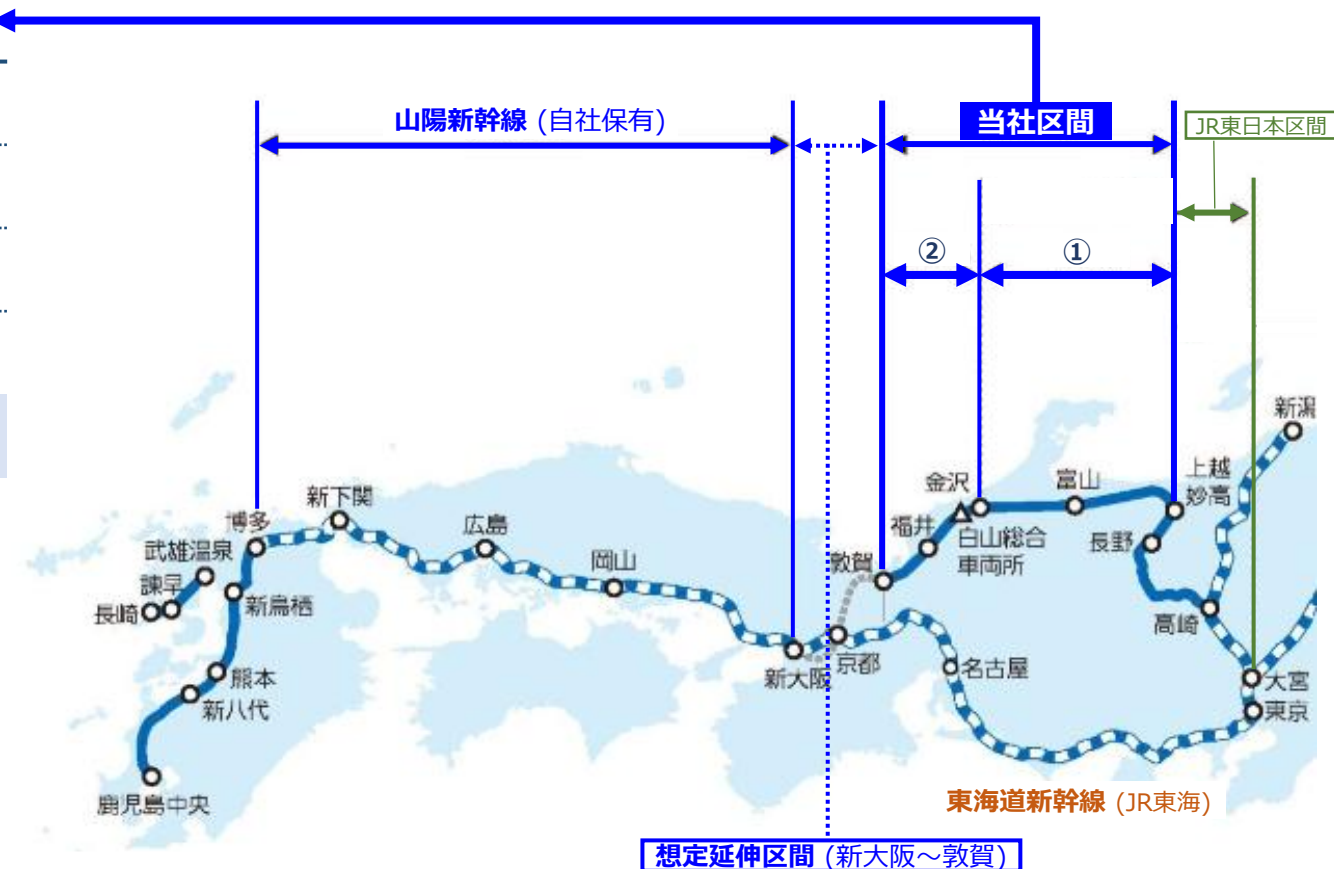 山陽新幹線 (自社保有)
当社区間
JR東日本区間
②
①
新潟
金沢
富山
上越
妙高
新下関
博多
広島
福井
白山総合
車両所
長野
武雄温泉
岡山
敦賀
諫早
長崎
新鳥栖
高崎
新大阪
京都
名古屋
熊本
新八代
大宮
東京
鹿児島中央
東海道新幹線 (JR東海)
想定延伸区間 (新大阪～敦賀)